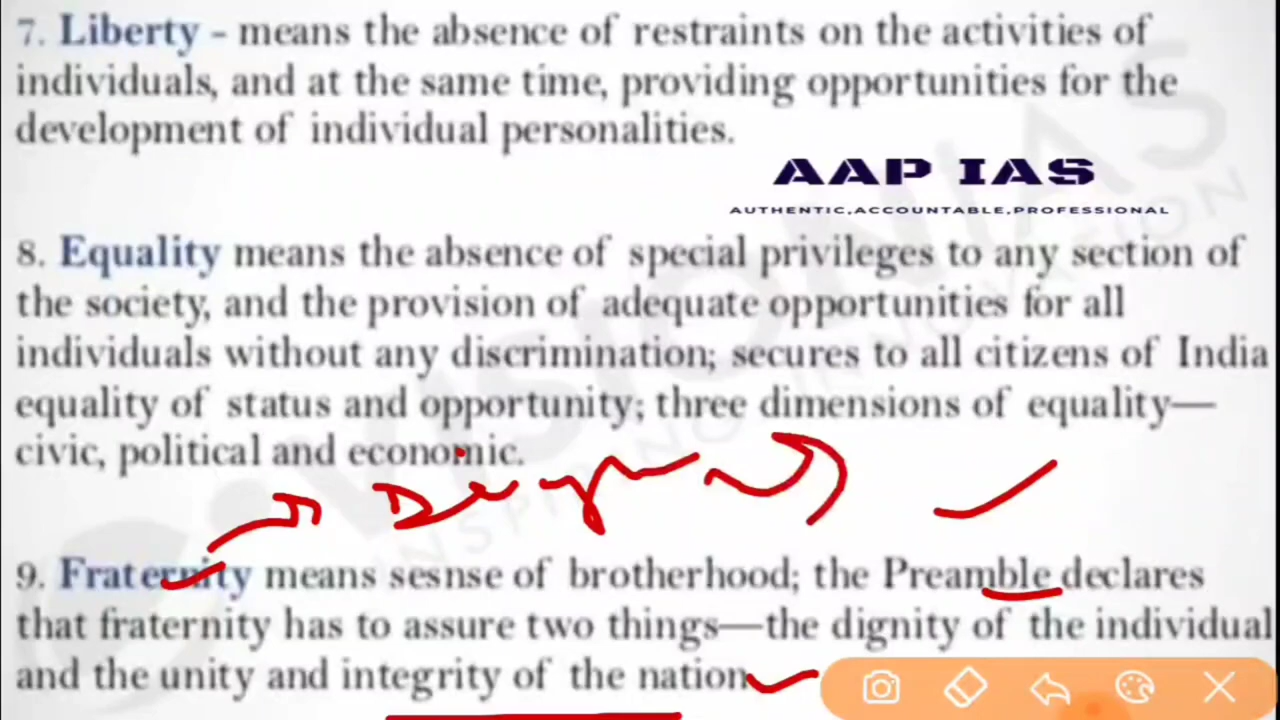 7. Liberty - means the absence of restraints on the activities of
individuals, and at the same time, providing opportunities for the
development of individual personalities.
AAP IAS
AUTHENTIC,ACCOUNTABLE,PROFESSIONAL
8. Equality means the absence of special privileges to any section of
the society, and the provision of adequate opportunities for all
individuals without any discrimination; secures to all citizens of India
equality of status and opportunity; three dimensions of equality—
civic, political and economic.
9. Fraternity means sesnse of brotherhood; the Preamble declares
that fraternity has to assure two things—the dignity of the individual
and the unity and integrity of the nation